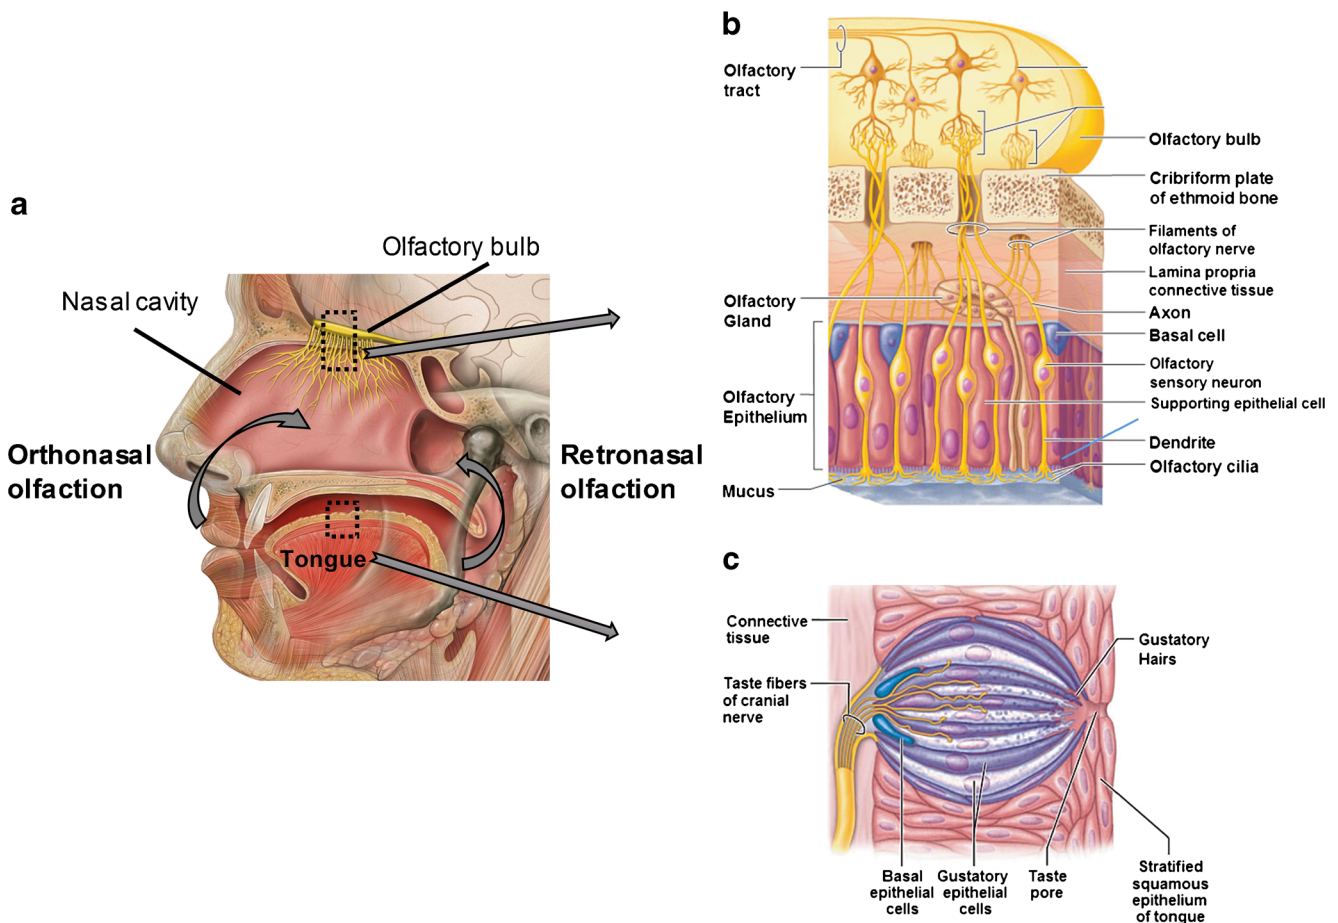 a
Olfactory bulb
Nasal cavity
Orthonasal
olfaction
Retronasal
olfaction
Tongue
b
Olfactory
tract
Olfactory bulb
Cribriform plate
of ethmoid bone
Filaments of
olfactory nerve
Lamina propria
connective tissue
Olfactory
Gland
Axon
Basal cell
Olfactory
sensory neuron
Olfactory
Epithelium
Supporting epithelial cell
Dendrite
Olfactory cilia
Mucus
c
Connective
tissue
Gustatory
Hairs
Taste fibers
of cranial
nerve
Basal
epithelial
cells
Gustatory
epithelial
cells
Taste
pore
Stratified
squamous
epithelium
of tongue